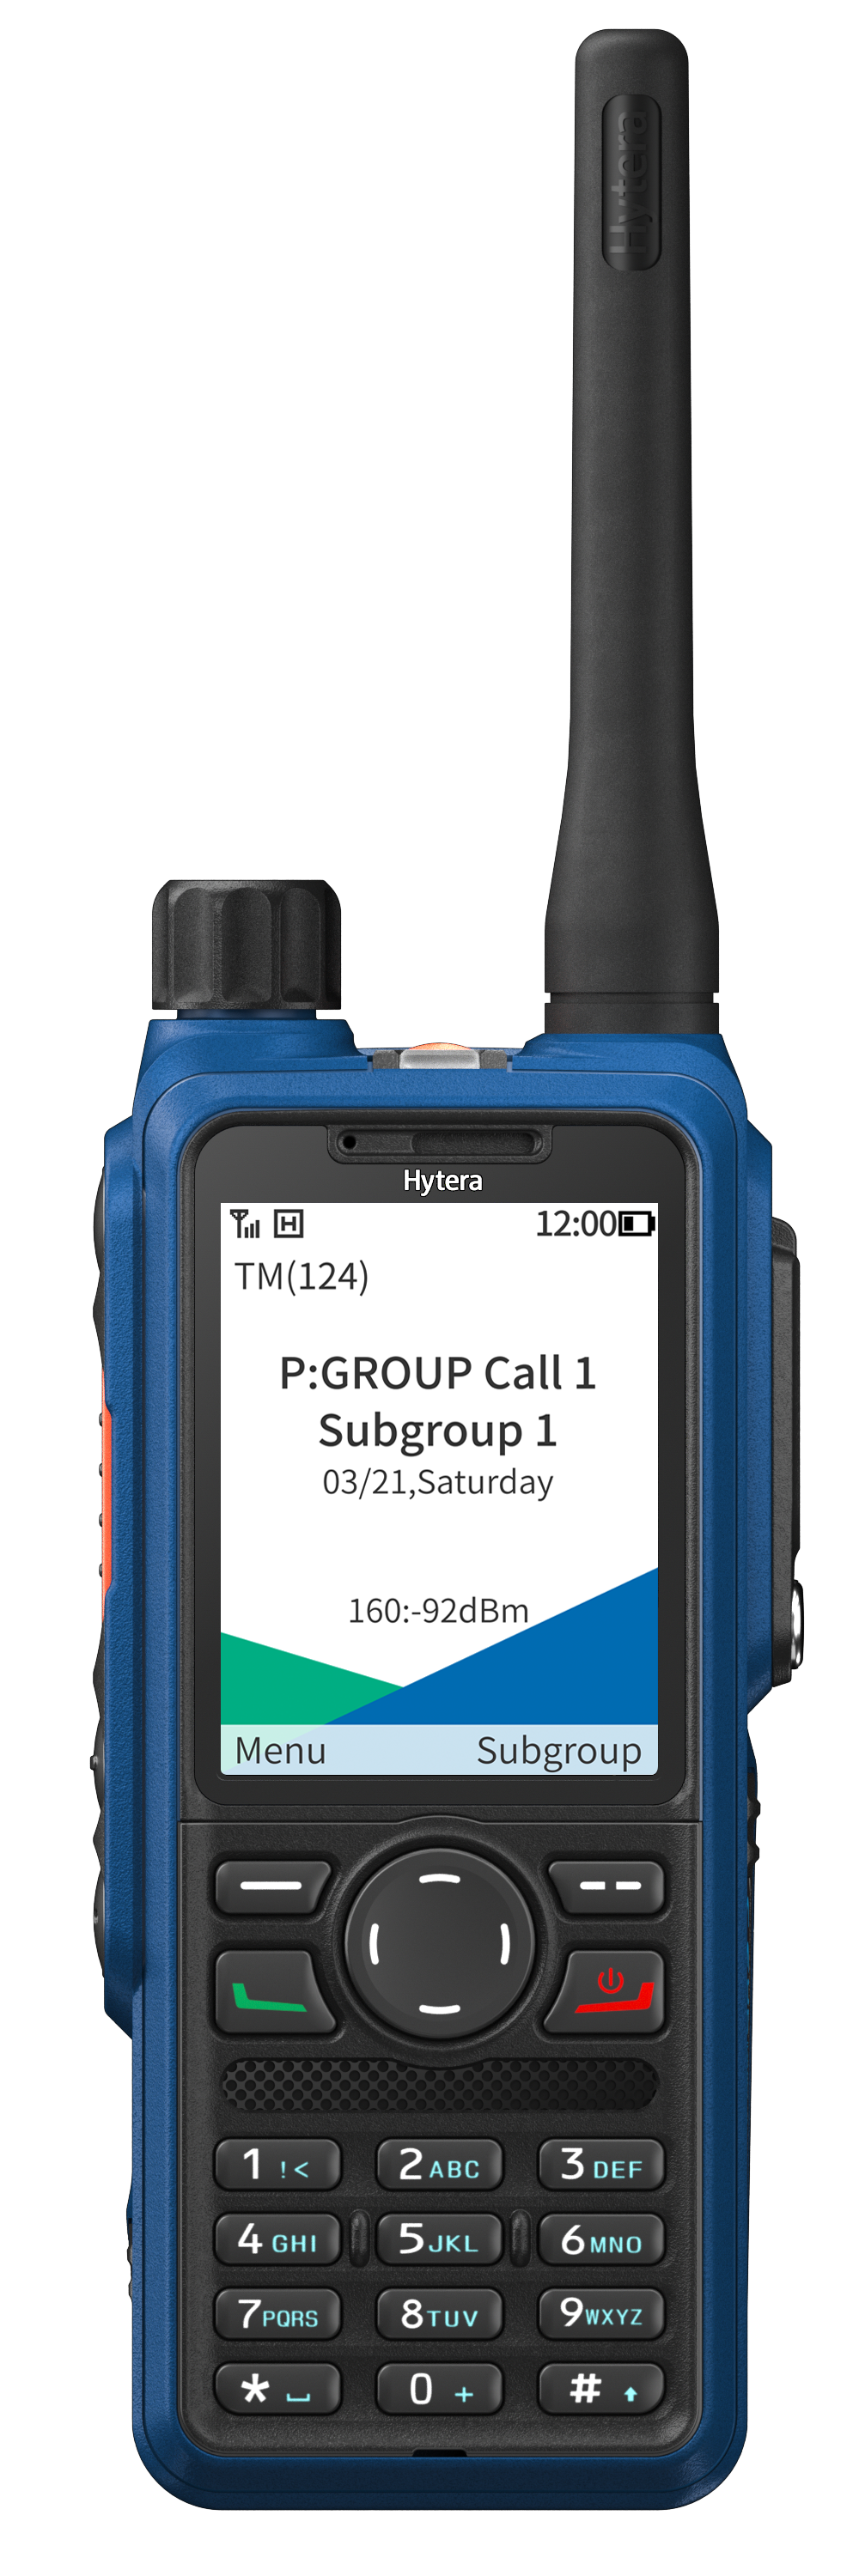 Hytera
Hytera
12:00
TM(124)
P:GROUP Call 1
Subgroup 1
03/21,Saturday
160:-92dBm
Menu Subgroup
1 !< 2 ABC 3 DEF
4 GHI 5 JKL 6 MNO
7 PQRS 8 TUV 9 WXYZ
* ⎵ 0 + # ⬆